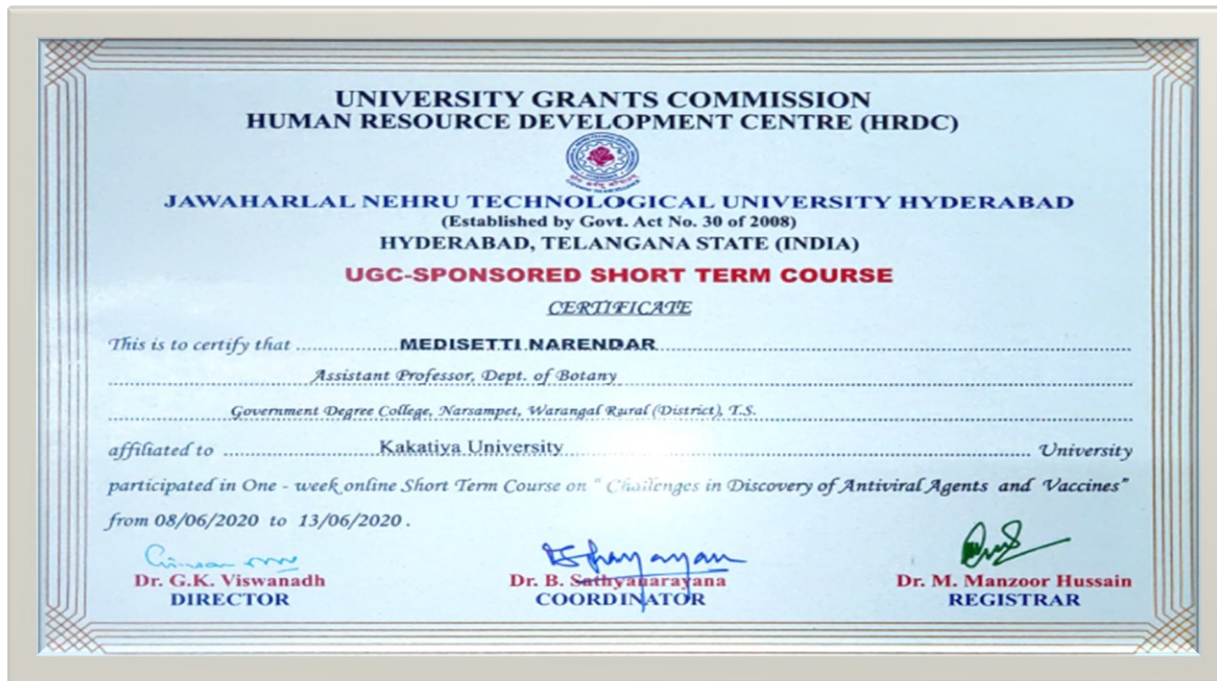 UNIVERSITY GRANTS COMMISSION
HUMAN RESOURCE DEVELOPMENT CENTRE (HRDC)
JAWAHARLAL NEHRU TECHNOLOGICAL UNIVERSITY HYDERABAD
(Established by Govt. Act No. 30 of 2008)
HYDERABAD, TELANGANA STATE (INDIA)
UGC-SPONSORED SHORT TERM COURSE
CERTIFICATE
This is to certify that MEDISETTI NARENDAR
Assistant Professor, Dept. of Botany
Government Degree College, Narsampet, Warangal Rural (District), T.S.
affiliated to Kakatiya University University
participated in One - week online Short Term Course on " Challenges in Discovery of Antiviral Agents and Vaccines"
from 08/06/2020 to 13/06/2020 .
Dr. G.K. Viswanadh Dr. B. Sathyanarayana Dr. M. Manzoor Hussain
DIRECTOR COORDINATOR REGISTRAR